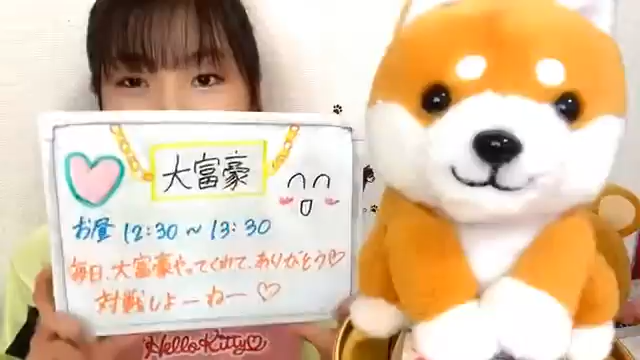 大富豪
お昼 12:30～13:30
毎日、大富豪やってくれて、ありがとう♡
対戦しよーねー♡
Hello Kitty♡